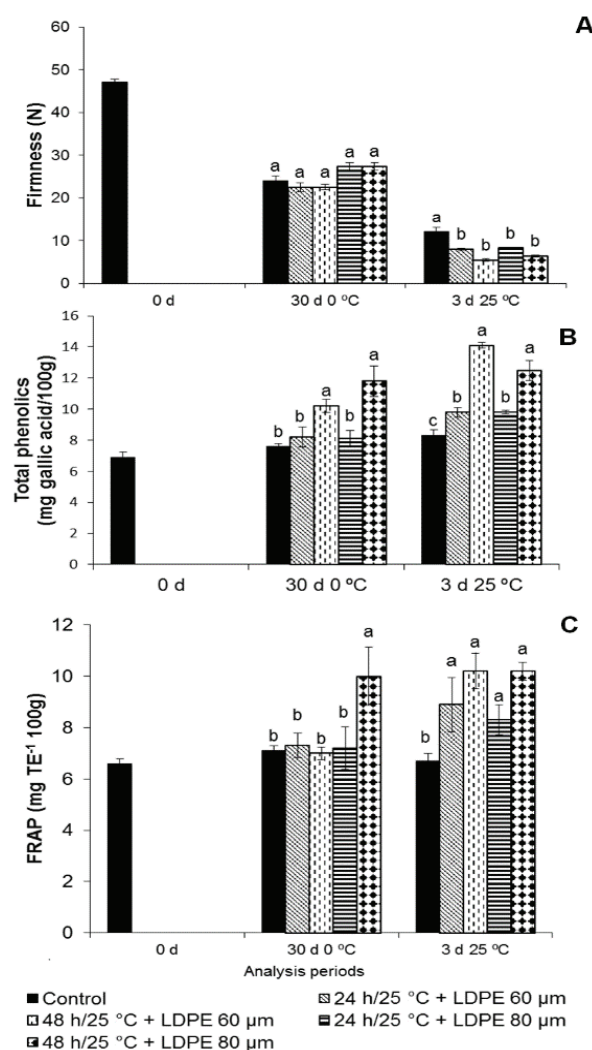 A
Firmness (N)
60
50
40
30
20
10
0
a a a a a
a b b b b
0 d 30 d 0 ºC 3 d 25 ºC
B
Total phenolics
(mg gallic acid/100g)
16
14
12
10
8
6
4
2
0
b b a b a
c b a b a
0 d 30 d 0 ºC 3 d 25 ºC
C
FRAP (mg TE-1 100g)
12
10
8
6
4
2
0
b b b b a
b a a a a
0 d 30 d 0 ºC 3 d 25 ºC
Analysis periods
Control 24 h/25 °C + LDPE 60 µm
48 h/25 °C + LDPE 60 µm 24 h/25 °C + LDPE 80 µm
48 h/25 °C + LDPE 80 µm